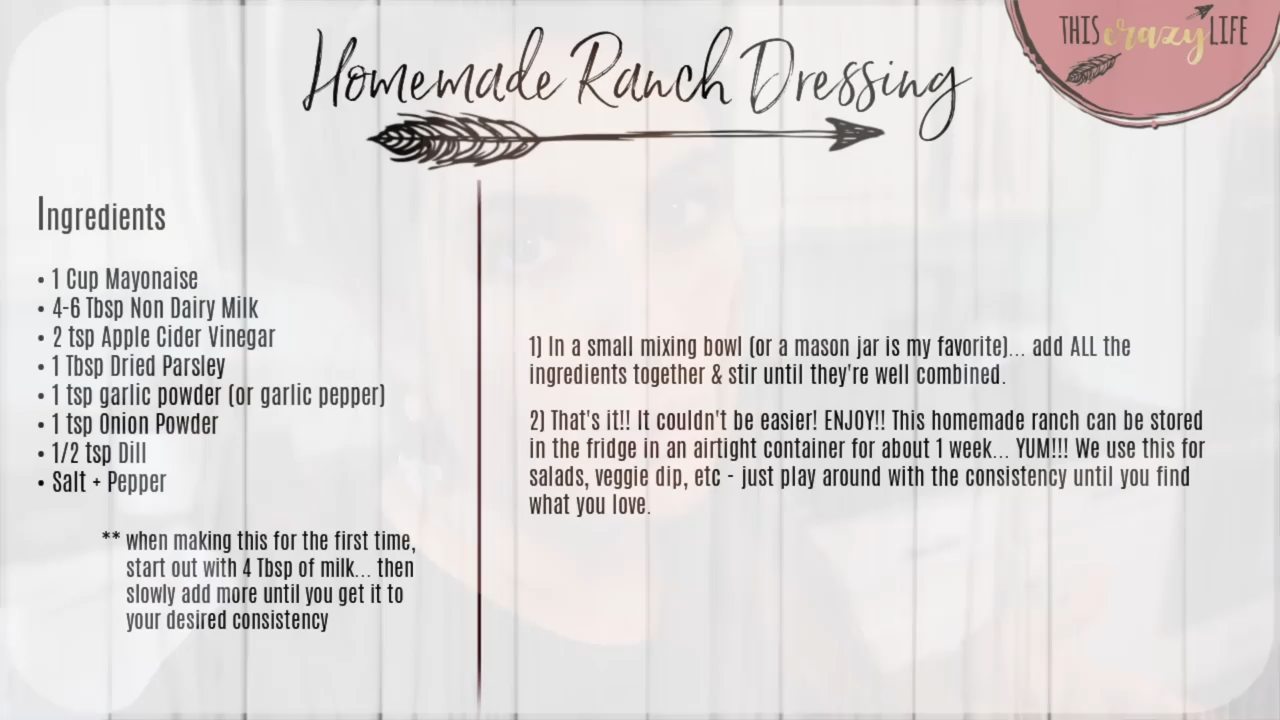 Homemade Ranch Dressing
THIS crazy LIFE
Ingredients
• 1 Cup Mayonaise
• 4-6 Tbsp Non Dairy Milk
• 2 tsp Apple Cider Vinegar
• 1 Tbsp Dried Parsley
• 1 tsp garlic powder (or garlic pepper)
• 1 tsp Onion Powder
• 1/2 tsp Dill
• Salt + Pepper
** when making this for the first time,
start out with 4 Tbsp of milk... then
slowly add more until you get it to
your desired consistency
1) In a small mixing bowl (or a mason jar is my favorite)... add ALL the
ingredients together & stir until they're well combined.
2) That's it!! It couldn't be easier! ENJOY!! This homemade ranch can be stored
in the fridge in an airtight container for about 1 week... YUM!!! We use this for
salads, veggie dip, etc - just play around with the consistency until you find
what you love.